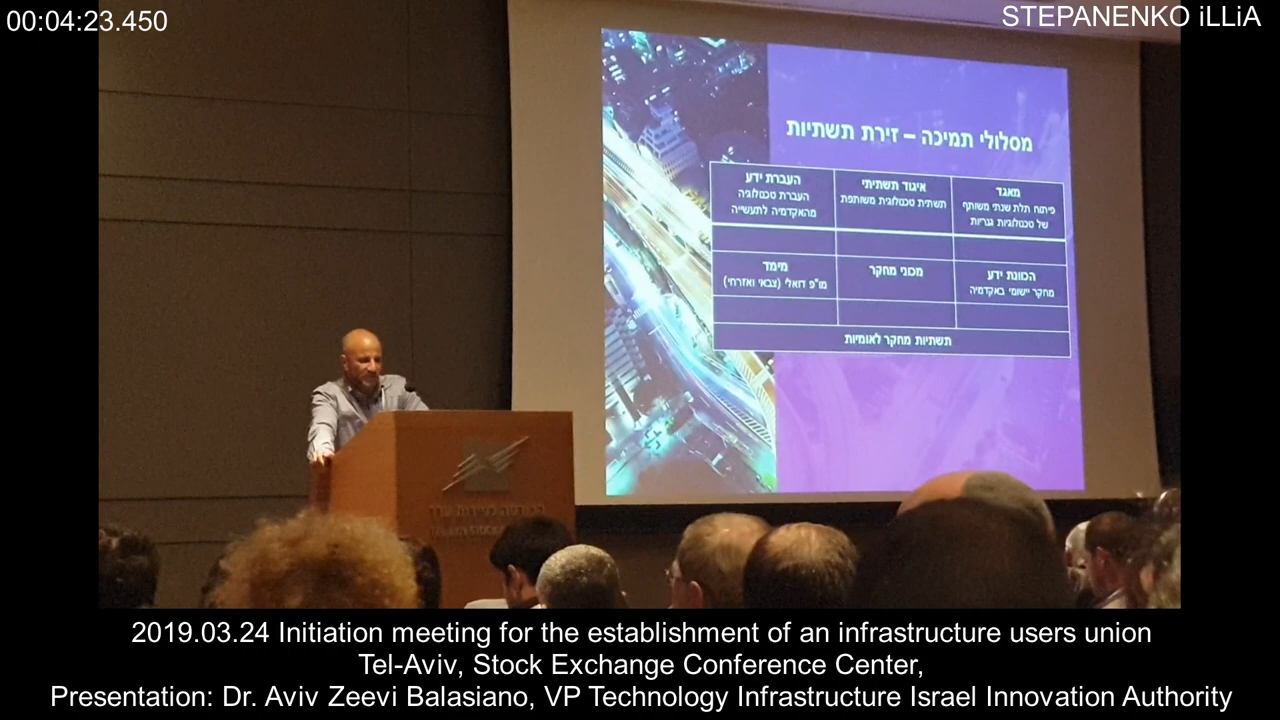 00:04:23.450
STEPANENKO iLLiA
מסלולי תמיכה – זירת תשתיות
מאגד
פיתוח תלת שנתי משותף
של טכנולוגיות גנריות
איגוד תשתיתי
תשתית טכנולוגית משותפת
העברת ידע
העברת טכנולוגיה
מהאקדמיה לתעשייה
הכוונת ידע
מחקר יישומי באקדמיה
מכוני מחקר
מימד
מו"פ דואלי (צבאי ואזרחי)
תשתיות מחקר לאומיות
2019.03.24 Initiation meeting for the establishment of an infrastructure users union
Tel-Aviv, Stock Exchange Conference Center,
Presentation: Dr. Aviv Zeevi Balasiano, VP Technology Infrastructure Israel Innovation Authority